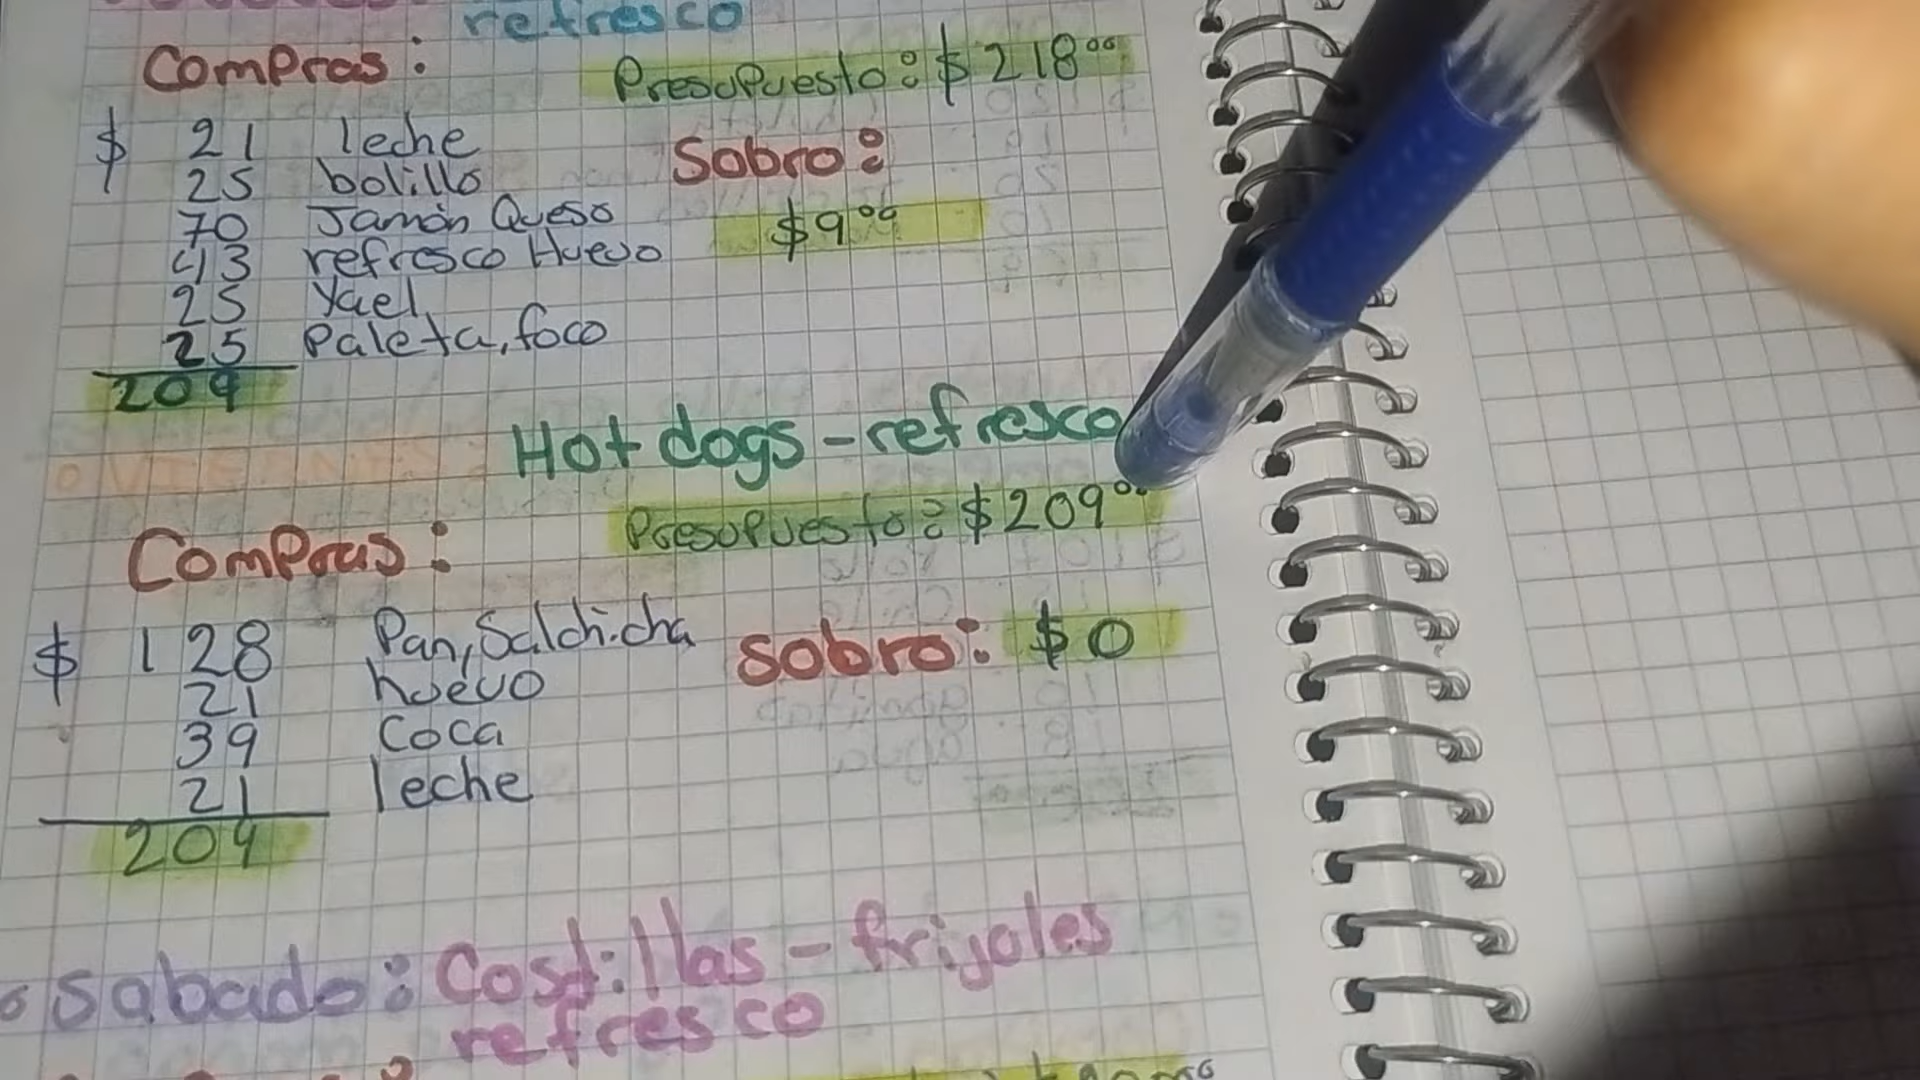 refresco
Compras:
Presupuesto: $218⁰⁰
$ 21 leche
25 bolillo
70 Jamón Queso
43 refresco Huevo
25 Yael
25 Paleta, foco
209
Sobro:
$9⁰⁰
o VIERNES: Hot dogs - refresco
Presupuesto: $209⁰⁰
Compras:
$ 128 Pan, Salchicha
21 huevo
39 Coca
21 leche
209
sobro: $0
o Sabado: Costillas - frijoles
refresco